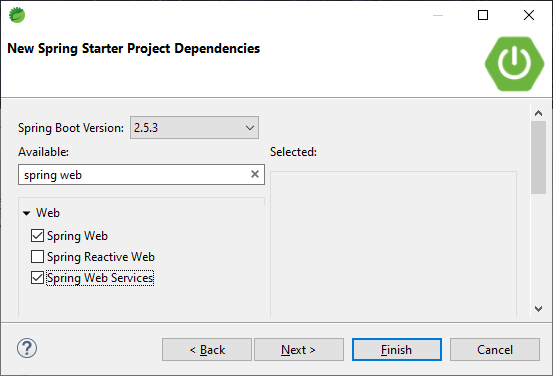 New Spring Starter Project Dependencies
Spring Boot Version: 2.5.3
Available:
Selected:
spring web
Web
Spring Web
Spring Reactive Web
Spring Web Services
< Back
Next >
Finish
Cancel